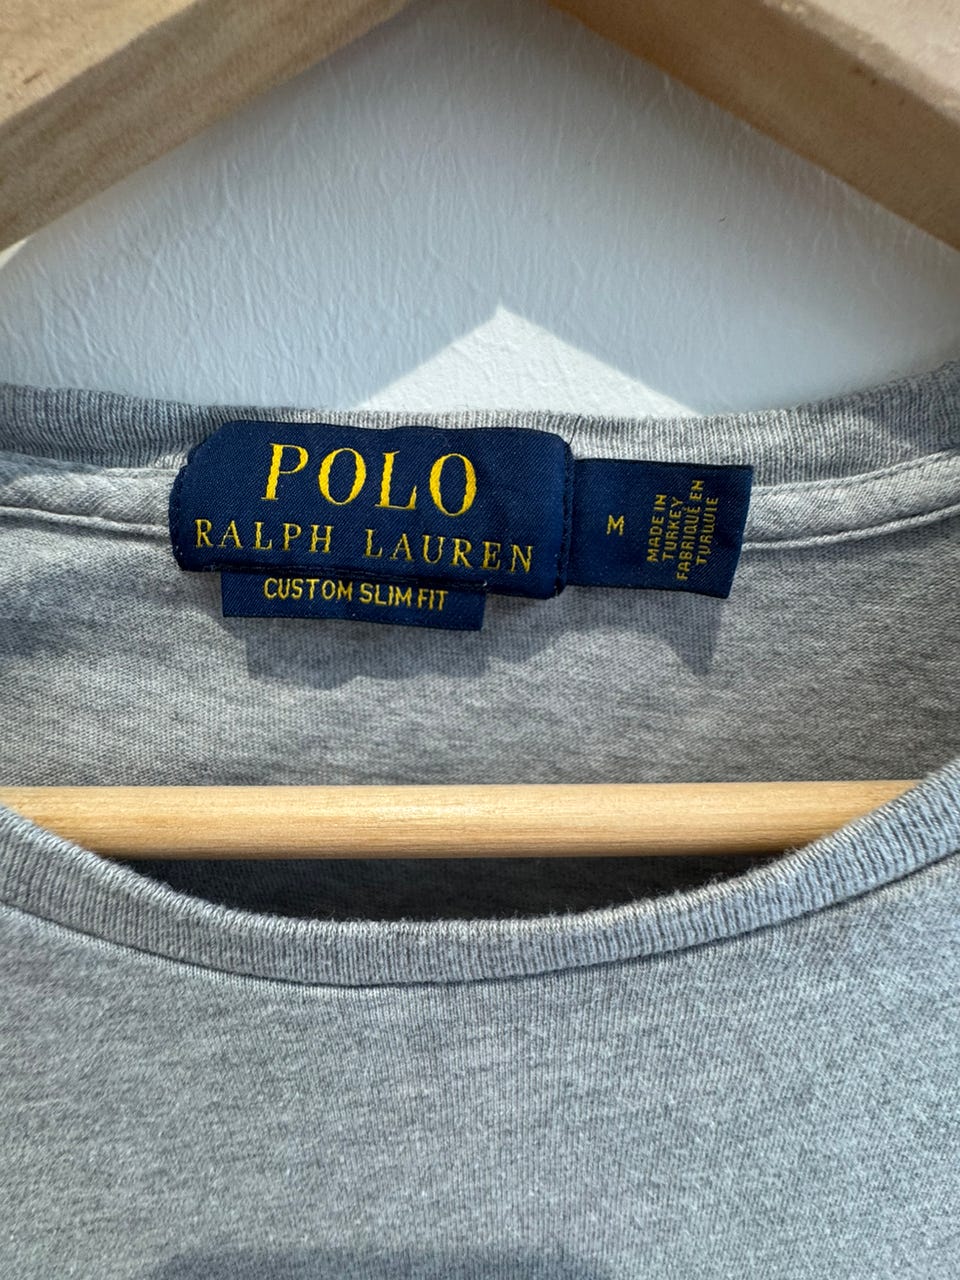 POLO
RALPH LAUREN
CUSTOM SLIM FIT
M
MADE IN
TURKEY
FABRIQUÉ EN
TURQUIE